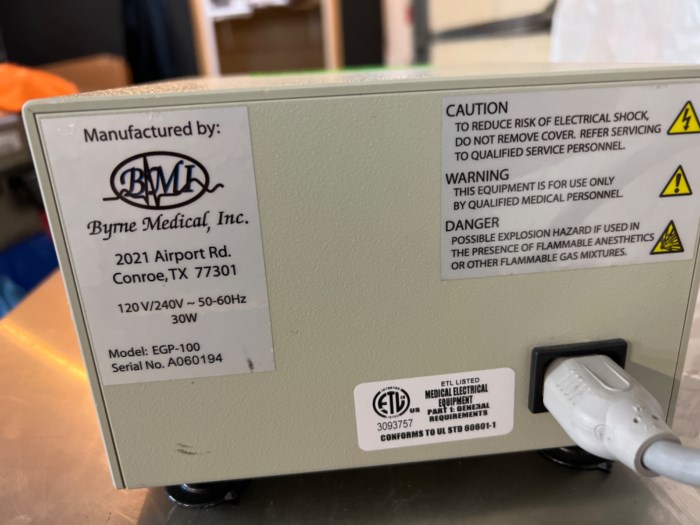 Manufactured by:
BMI
Byrne Medical, Inc.
2021 Airport Rd.
Conroe,TX 77301
120V/240V ~ 50-60Hz
30W
Model: EGP-100
Serial No. A060194
CAUTION
TO REDUCE RISK OF ELECTRICAL SHOCK,
DO NOT REMOVE COVER. REFER SERVICING
TO QUALIFIED SERVICE PERSONNEL.
WARNING
THIS EQUIPMENT IS FOR USE ONLY
BY QUALIFIED MEDICAL PERSONNEL.
DANGER
POSSIBLE EXPLOSION HAZARD IF USED IN
THE PRESENCE OF FLAMMABLE ANESTHETICS
OR OTHER FLAMMABLE GAS MIXTURES.
ETL LISTED
MEDICAL ELECTRICAL
EQUIPMENT
PART 1: GENERAL
REQUIREMENTS
ETL US
3093757
CONFORMS TO UL STD 60601-1